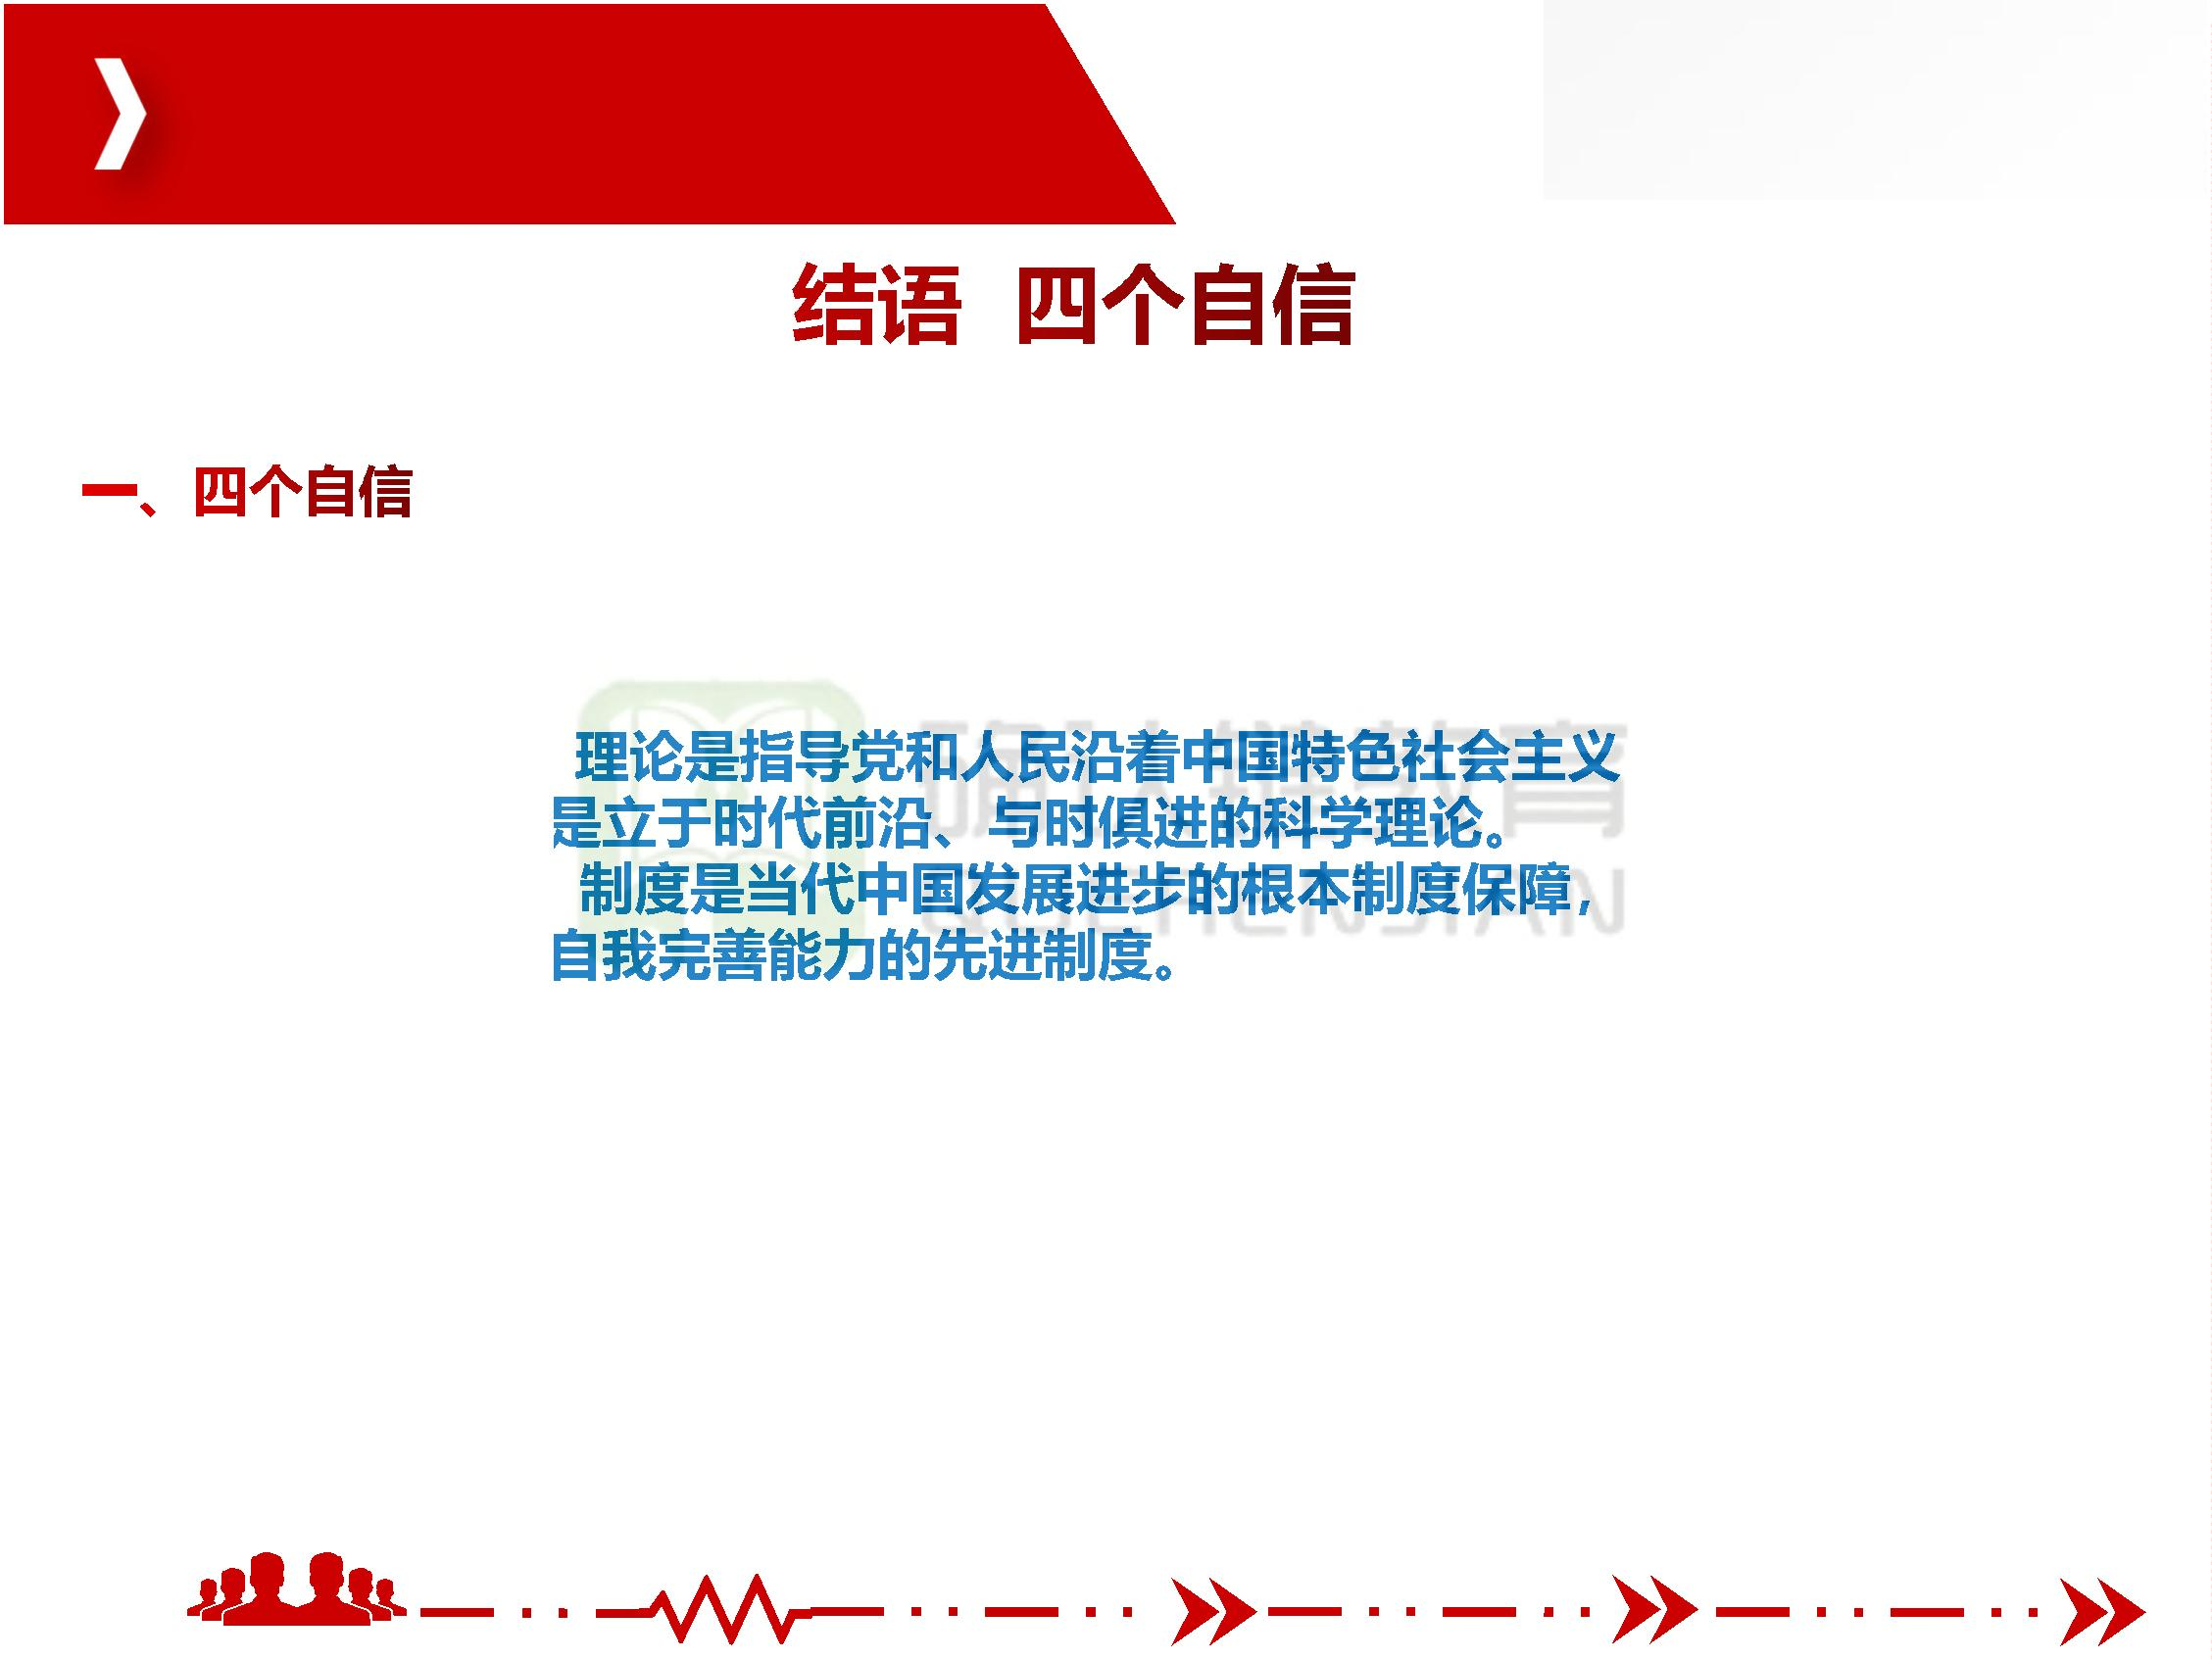 结语 四个自信
一、四个自信
理论是指导党和人民沿着中国特色社会主义
是立于时代前沿、与时俱进的科学理论。
制度是当代中国发展进步的根本制度保障，
自我完善能力的先进制度。